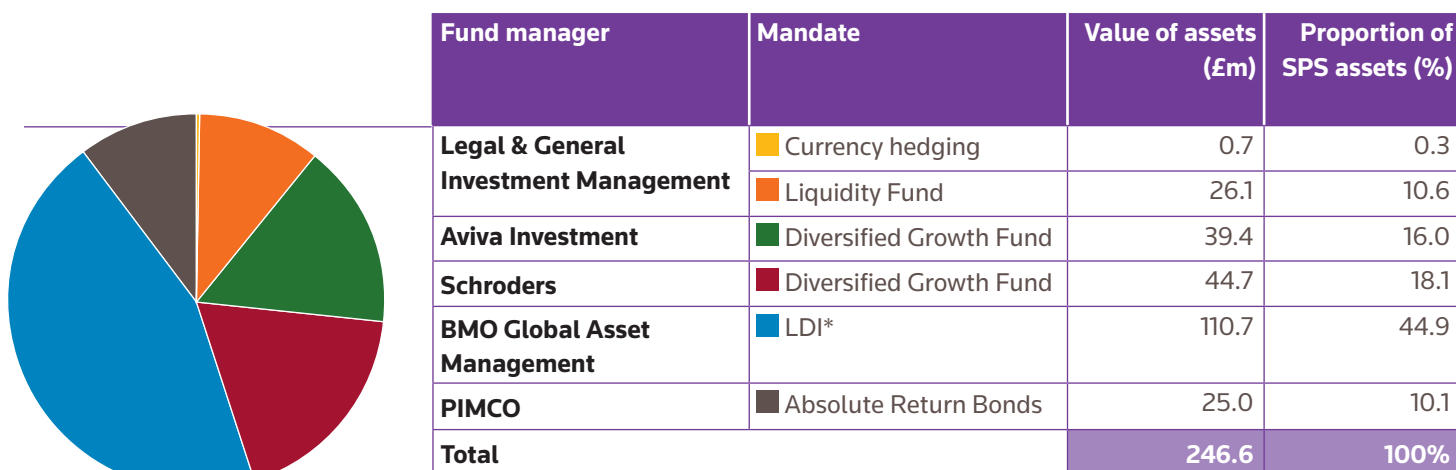 Fund manager Mandate Value of assets Proportion of
(£m) SPS assets (%)
Legal & General Currency hedging 0.7 0.3
Investment Management Liquidity Fund 26.1 10.6
Aviva Investment Diversified Growth Fund 39.4 16.0
Schroders Diversified Growth Fund 44.7 18.1
BMO Global Asset LDI* 110.7 44.9
Management
PIMCO Absolute Return Bonds 25.0 10.1
Total 246.6 100%